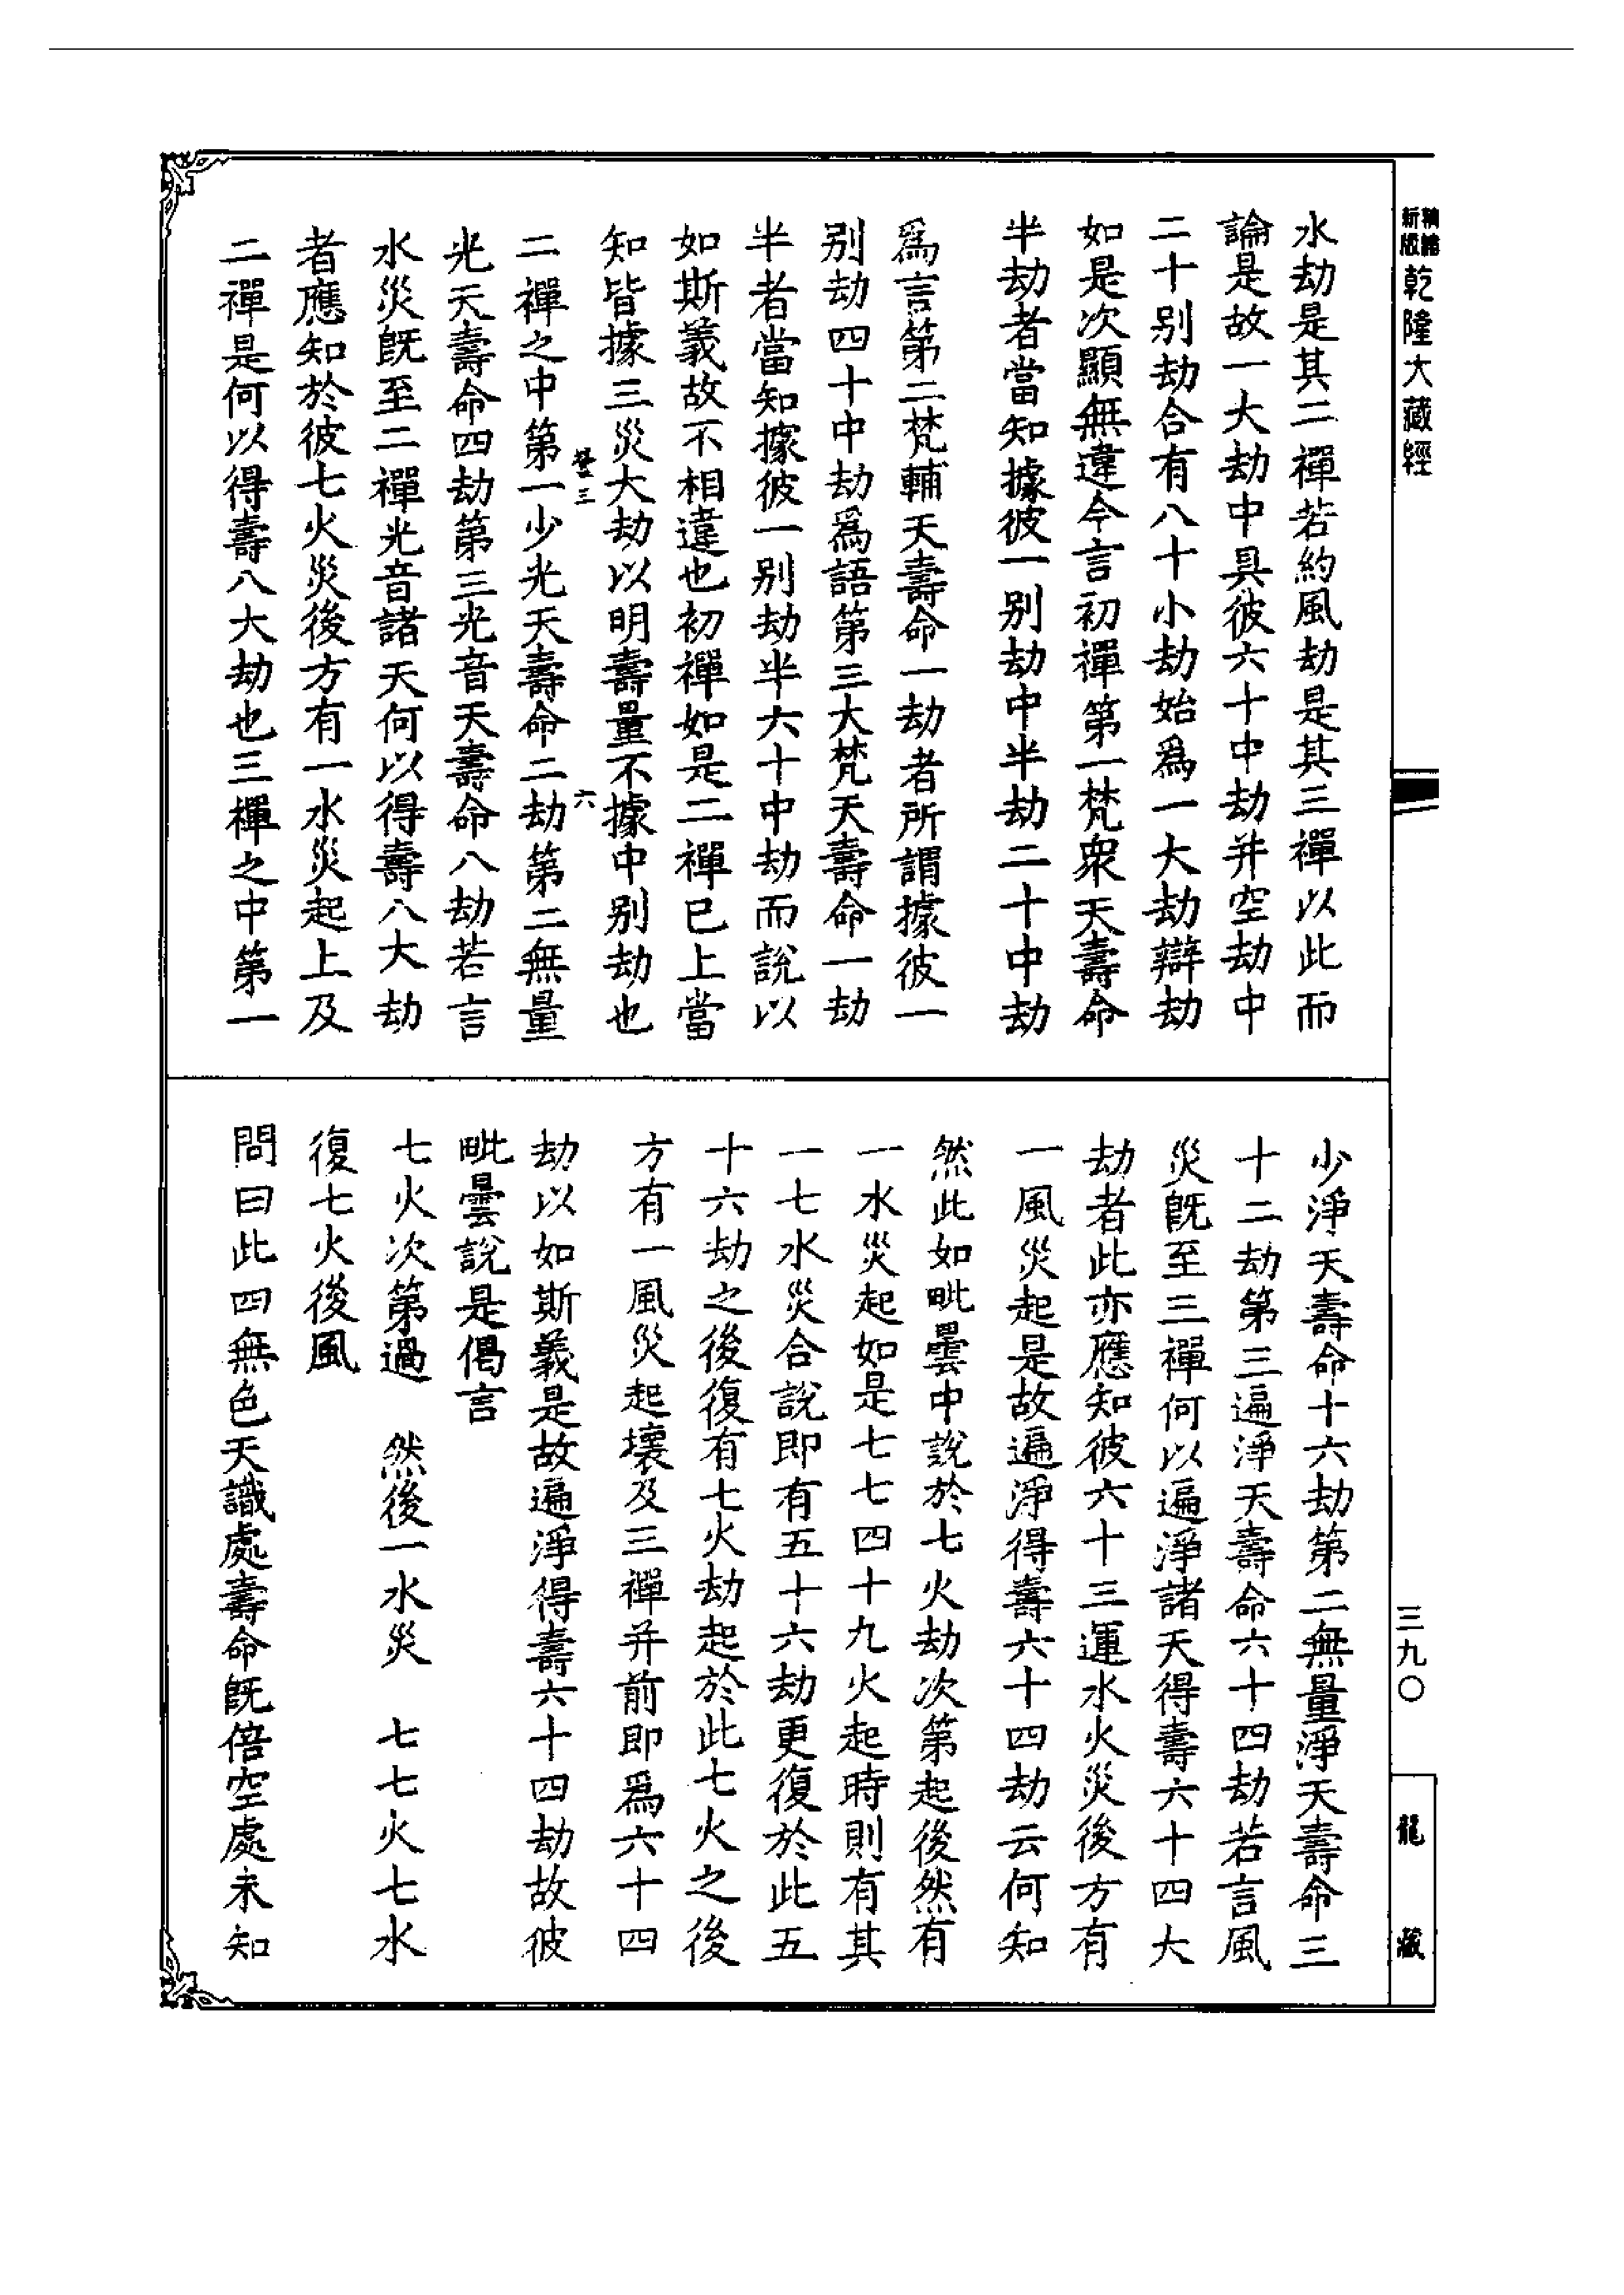 新版
精縮
乾隆大藏經
三九〇
龍藏
水劫是其二禪若約風劫是其三禪以此而
論是故一大劫中具彼六十中劫并空劫中
二十别劫合有八十小劫始爲一大劫辯劫
如是次顯無違今言初禪第一梵衆天壽命
半劫者當知據彼一别劫中半劫二十中劫
爲言第二梵輔天壽命一劫者所謂據彼一
别劫四十中劫爲語第三大梵天壽命一劫
半者當知據彼一别劫半六十中劫而說以
如斯義故不相違也初禪如是二禪已上當
知皆據三災大劫以明壽量不據中别劫也
三
六
二禪之中第一少光天壽命二劫第二無量
光天壽命四劫第三光音天壽命八劫若言
水災旣至二禪光音諸天何以得壽八大劫
者應知於彼七火災後方有一水災起上及
二禪是何以得壽八大劫也三禪之中第一
少淨天壽命十六劫第二無量淨天壽命三
十二劫第三遍淨天壽命六十四劫若言風
災旣至三禪何以遍淨諸天得壽六十四大
劫者此亦應知彼六十三運水火災後方有
一風災起是故遍淨得壽六十四劫云何知
然此如毗曇中說於七火劫次第起後然有
一水災起如是七七四十九火起時則有其
一七水災合說即有五十六劫更復於此五
十六劫之後復有七火劫起於此七火之後
方有一風災起壞及三禪并前即爲六十四
劫以如斯義是故遍淨得壽六十四劫故彼
毗曇說是偈言
七火次第過　然後一水災　七七火七水
復七火後風
問曰此四無色天識處壽命旣倍空處未知